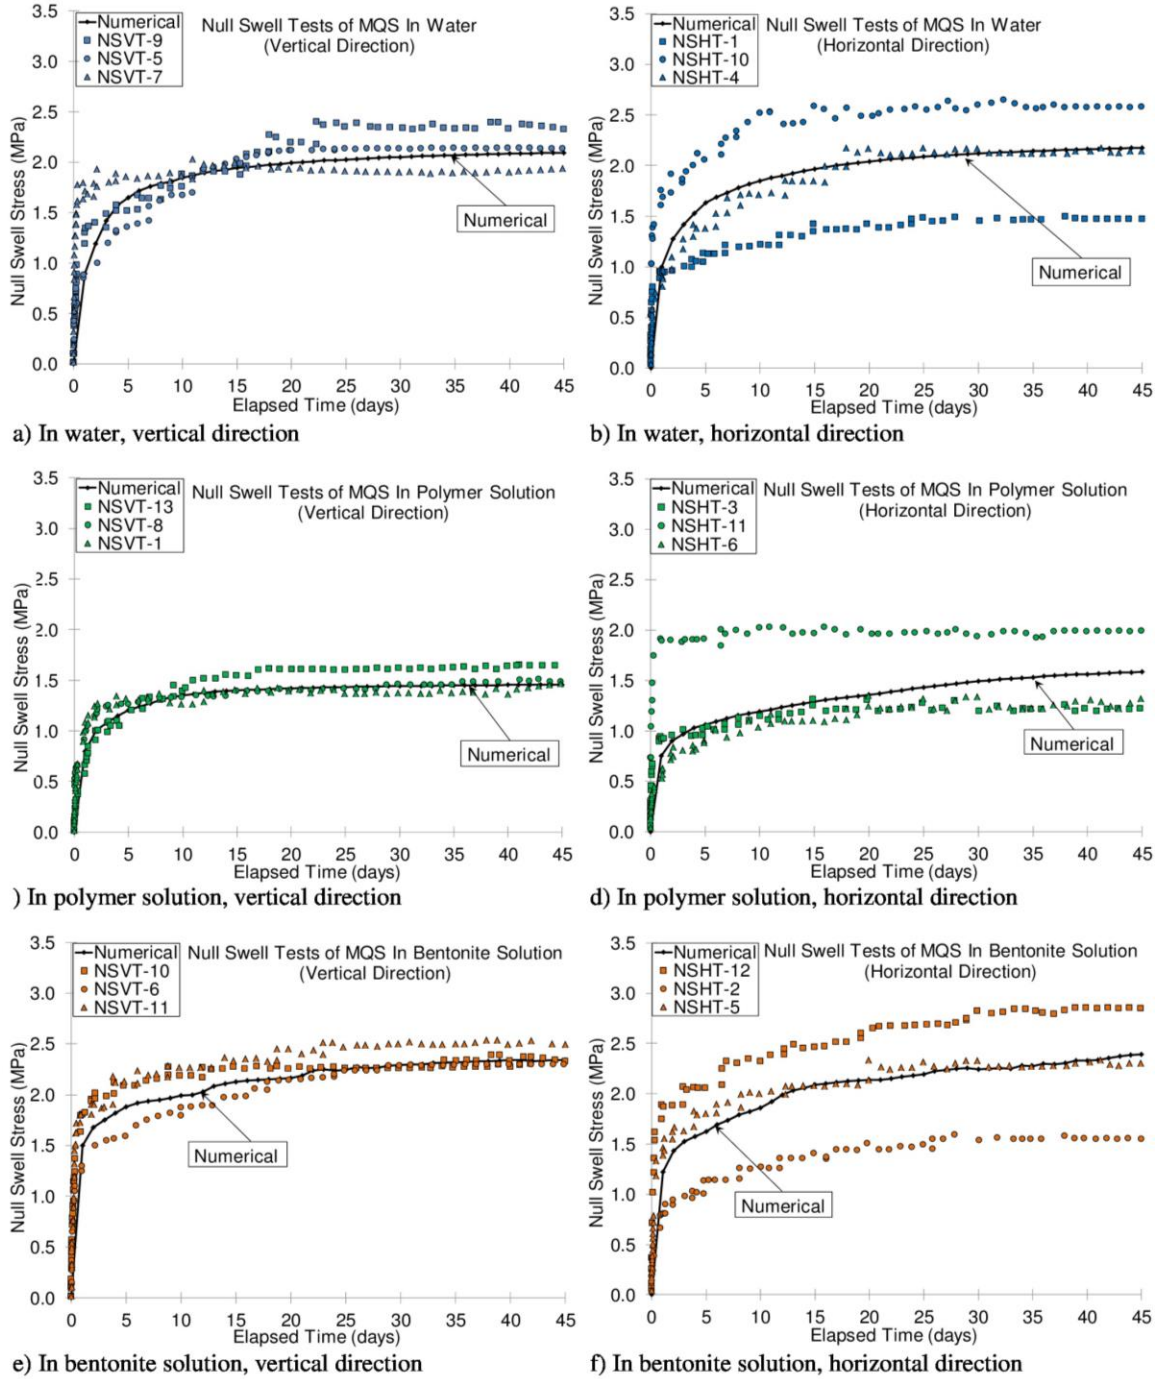 Null Swell Tests of MQS In Water
(Vertical Direction)
Numerical
NSVT-9
NSVT-5
NSVT-7
Null Swell Stress (MPa)
3.5
3.0
2.5
2.0
1.5
1.0
0.5
0.0
Numerical
0 5 10 15 20 25 30 35 40 45
Elapsed Time (days)
a) In water, vertical direction
Null Swell Tests of MQS In Water
(Horizontal Direction)
Numerical
NSHT-1
NSHT-10
NSHT-4
Null Swell Stress (MPa)
3.5
3.0
2.5
2.0
1.5
1.0
0.5
0.0
Numerical
0 5 10 15 20 25 30 35 40 45
Elapsed Time (days)
b) In water, horizontal direction
Null Swell Tests of MQS In Polymer Solution
(Vertical Direction)
Numerical
NSVT-13
NSVT-8
NSVT-1
Null Swell Stress (MPa)
3.5
3.0
2.5
2.0
1.5
1.0
0.5
0.0
Numerical
0 5 10 15 20 25 30 35 40 45
Elapsed Time (days)
) In polymer solution, vertical direction
Null Swell Tests of MQS In Polymer Solution
(Horizontal Direction)
Numerical
NSHT-3
NSHT-11
NSHT-6
Null Swell Stress (MPa)
3.5
3.0
2.5
2.0
1.5
1.0
0.5
0.0
Numerical
0 5 10 15 20 25 30 35 40 45
Elapsed Time (days)
d) In polymer solution, horizontal direction
Null Swell Tests of MQS In Bentonite Solution
(Vertical Direction)
Numerical
NSVT-10
NSVT-6
NSVT-11
Null Swell Stress (MPa)
3.5
3.0
2.5
2.0
1.5
1.0
0.5
0.0
Numerical
0 5 10 15 20 25 30 35 40 45
Elapsed Time (days)
e) In bentonite solution, vertical direction
Null Swell Tests of MQS In Bentonite Solution
(Horizontal Direction)
Numerical
NSHT-12
NSHT-2
NSHT-5
Null Swell Stress (MPa)
3.5
3.0
2.5
2.0
1.5
1.0
0.5
0.0
Numerical
0 5 10 15 20 25 30 35 40 45
Elapsed Time (days)
f) In bentonite solution, horizontal direction